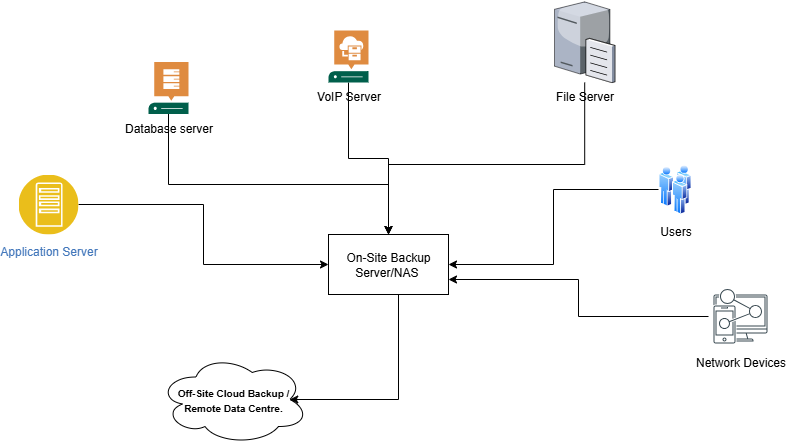 VoIP Server
File Server
Database server
Users
Application Server
On-Site Backup
Server/NAS
Network Devices
Off-Site Cloud Backup /
Remote Data Centre.